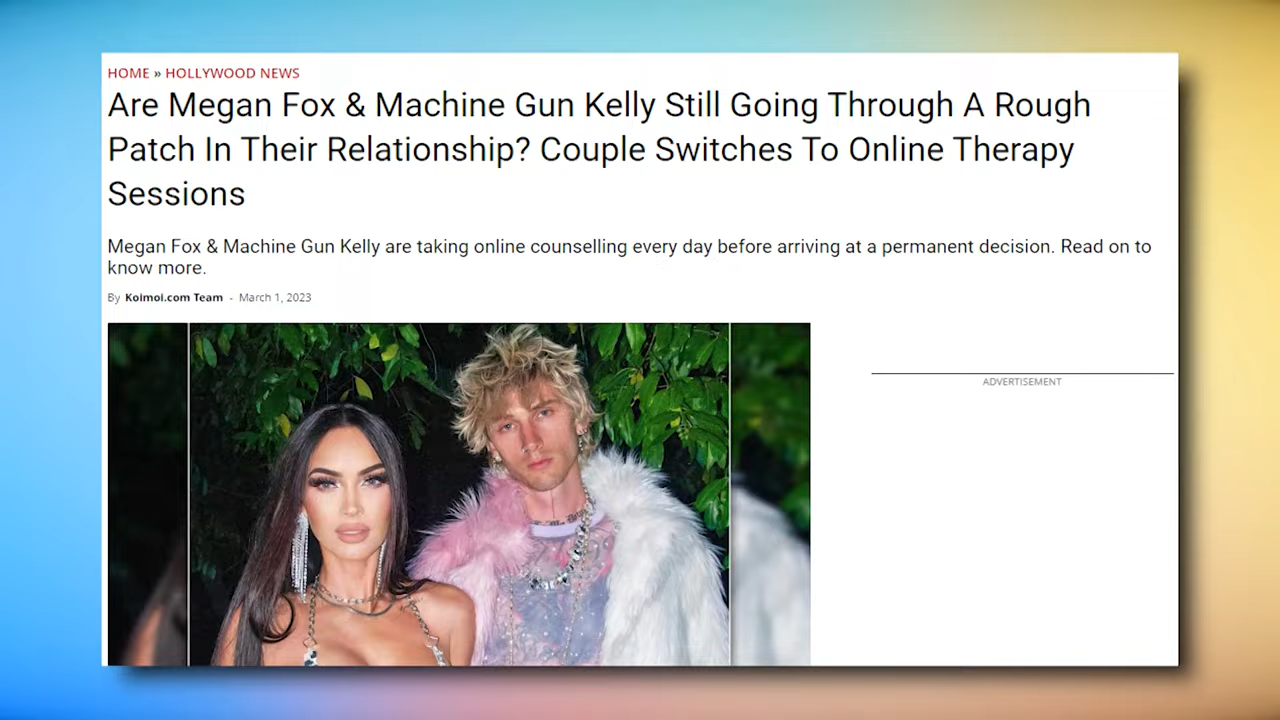 HOME » HOLLYWOOD NEWS
Are Megan Fox & Machine Gun Kelly Still Going Through A Rough
Patch In Their Relationship? Couple Switches To Online Therapy
Sessions
Megan Fox & Machine Gun Kelly are taking online counselling every day before arriving at a permanent decision. Read on to
know more.
By Koimoi.com Team - March 1, 2023
ADVERTISEMENT